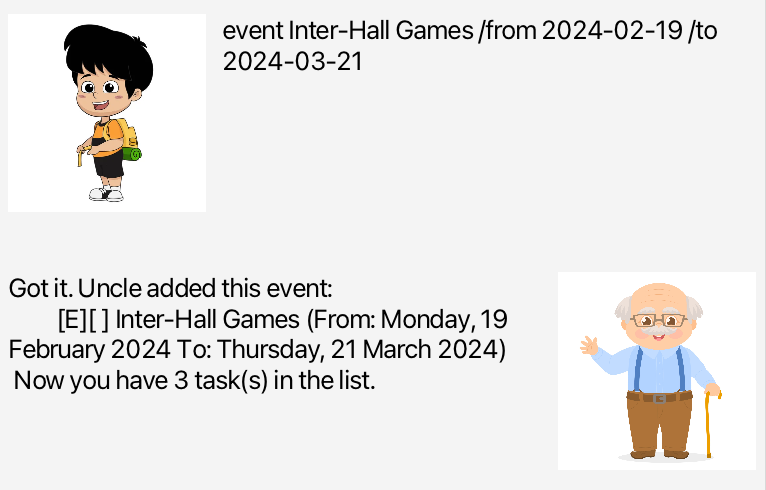 event Inter-Hall Games /from 2024-02-19 /to
2024-03-21
Got it. Uncle added this event:
[E][ ] Inter-Hall Games (From: Monday, 19
February 2024 To: Thursday, 21 March 2024)
Now you have 3 task(s) in the list.